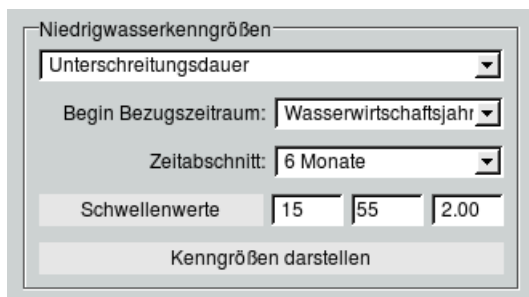 Niedrigwasserkenngrößen
Unterschreitungsdauer
Begin Bezugszeitraum: Wasserwirtschaftsjahr
Zeitabschnitt: 6 Monate
Schwellenwerte 15 55 2.00
Kenngrößen darstellen